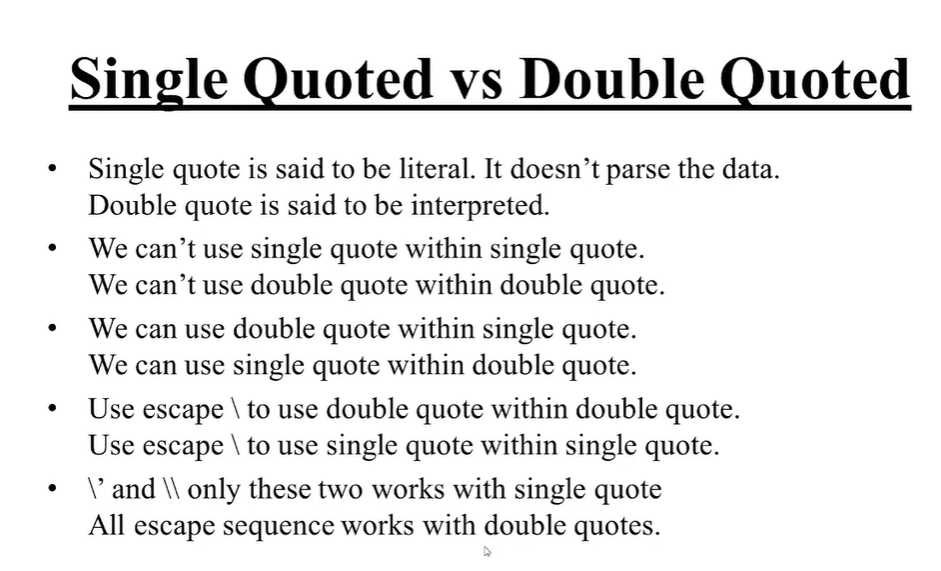 Single Quoted vs Double Quoted
• Single quote is said to be literal. It doesn’t parse the data.
Double quote is said to be interpreted.
• We can’t use single quote within single quote.
We can’t use double quote within double quote.
• We can use double quote within single quote.
We can use single quote within double quote.
• Use escape \ to use double quote within double quote.
Use escape \ to use single quote within single quote.
• \’ and \\ only these two works with single quote
All escape sequence works with double quotes.